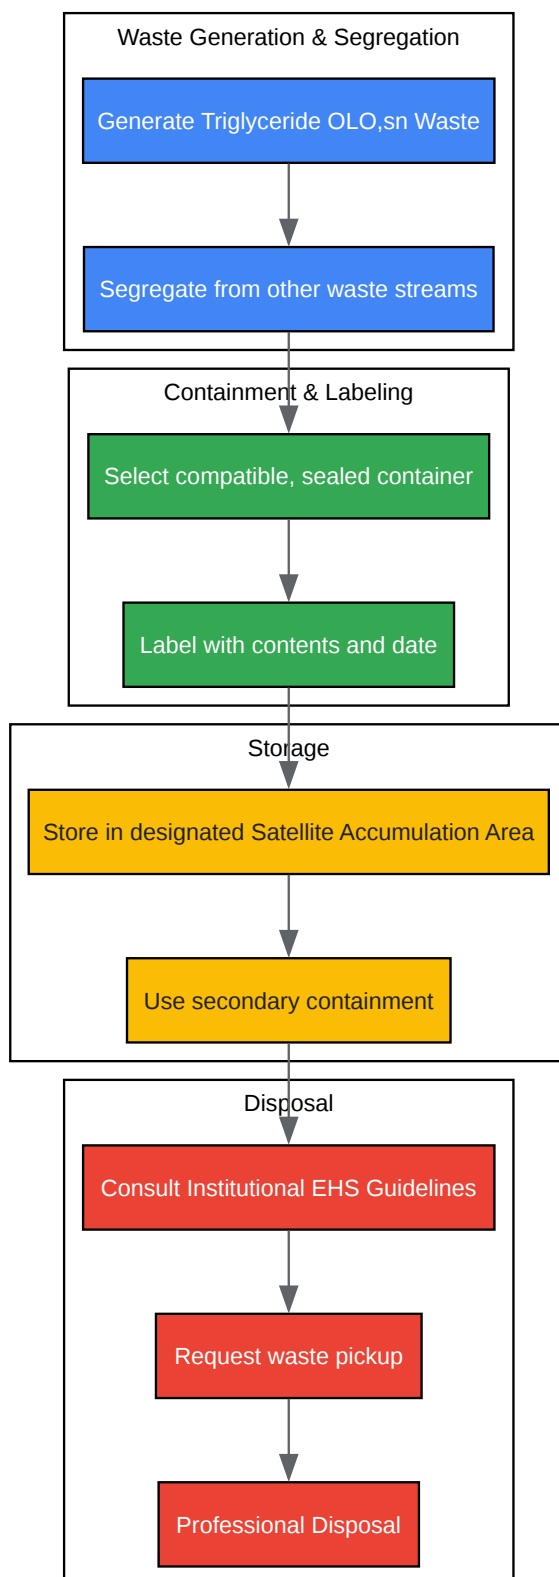 Waste Generation & Segregation
Generate Triglyceride OLO,sn Waste
Segregate from other waste streams
Containment & Labeling
Select compatible, sealed container
Label with contents and date
Storage
Store in designated Satellite Accumulation Area
Use secondary containment
Disposal
Consult Institutional EHS Guidelines
Request waste pickup
Professional Disposal